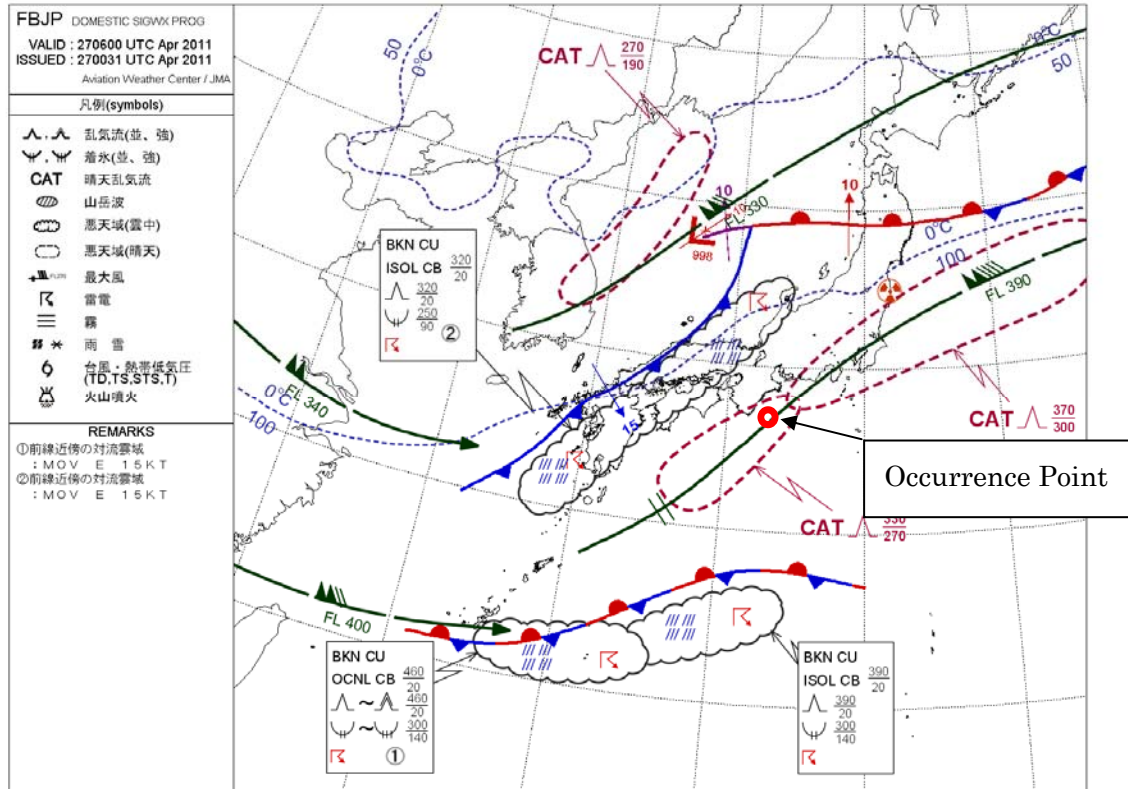 FBJP DOMESTIC SIGWX PROG
VALID : 270600 UTC Apr 2011
ISSUED : 270031 UTC Apr 2011
Aviation Weather Center / JMA
凡例(symbols)
乱気流(並、強)
着氷(並、強)
CAT 晴天乱気流
山岳波
悪天域(雲中)
悪天域(晴天)
最大風
雷電
霧
雨 雪
台風・熱帯低気圧
(TD,TS,STS,T)
火山噴火
REMARKS
①前線近傍の対流雲域
:MOV E 15KT
②前線近傍の対流雲域
:MOV E 15KT
50
0℃
CAT 270
190
0℃
50
10
10
FL 330
998
10
0℃
100
FL 390
BKN CU
ISOL CB 320
20
320
20
250
90
②
FL 340
0℃
100
15
CAT 370
300
Occurrence Point
CAT 330
270
FL 400
BKN CU
OCNL CB 460
20
~ 460
20
~ 300
140
①
BKN CU
ISOL CB 390
20
390
20
300
140